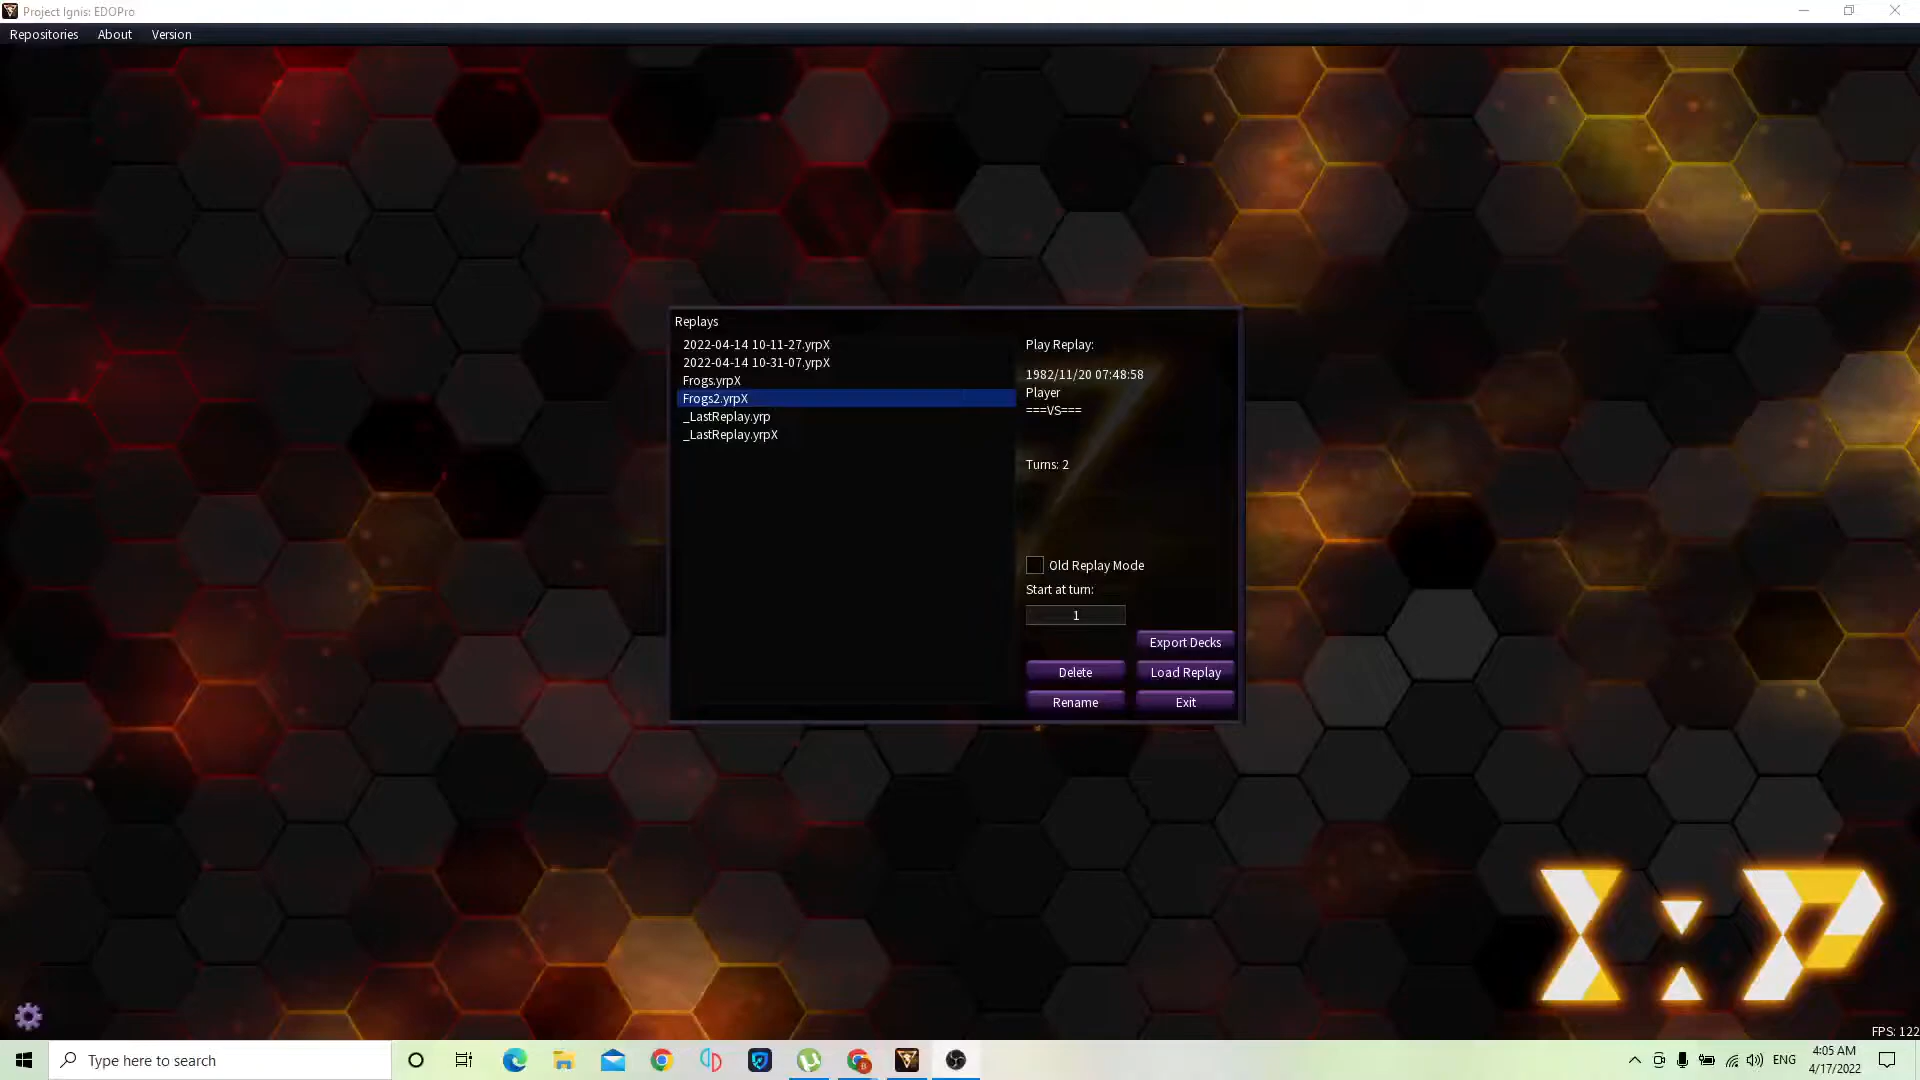 Project Ignis: EDOPro
Repositories About Version
Replays
2022-04-14 10-11-27.yrpX
2022-04-14 10-31-07.yrpX
Frogs.yrpX
Frogs2.yrpX
_LastReplay.yrp
_LastReplay.yrpX
Play Replay:
1982/11/20 07:48:58
Player
===VS===
Turns: 2
Old Replay Mode
Start at turn:
1
Export Decks
Delete Load Replay
Rename Exit
FPS: 122
Type here to search
ENG
4:05 AM
4/17/2022